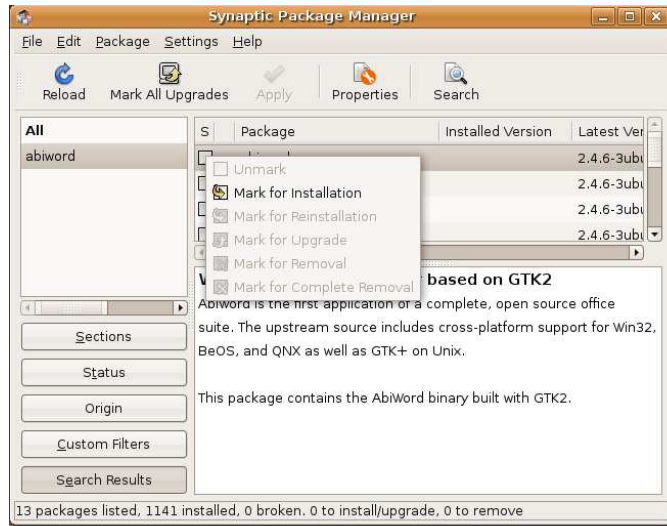 Synaptic Package Manager
File Edit Package Settings Help
Reload Mark All Upgrades Apply Properties Search
All
abiword
S Package Installed Version Latest Ver
2.4.6-3ubu
2.4.6-3ubu
2.4.6-3ubu
2.4.6-3ubu
Unmark
Mark for Installation
Mark for Reinstallation
Mark for Upgrade
Mark for Removal
Mark for Complete Removal
based on GTK2
AbiWord is the first application of a complete, open source office
suite. The upstream source includes cross-platform support for Win32,
BeOS, and QNX as well as GTK+ on Unix.
This package contains the AbiWord binary built with GTK2.
Sections
Status
Origin
Custom Filters
Search Results
13 packages listed, 1141 installed, 0 broken. 0 to install/upgrade, 0 to remove